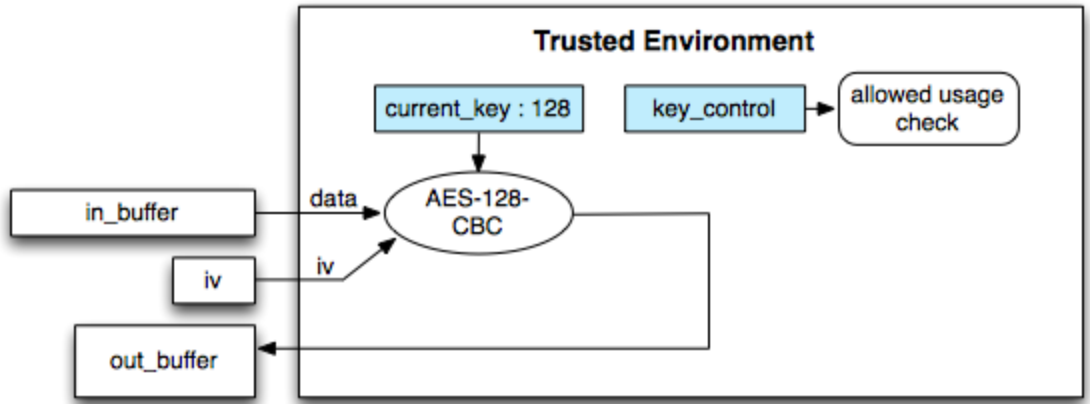 Trusted Environment
current_key : 128
key_control
allowed usage
check
in_buffer
data
AES-128-
CBC
iv
iv
out_buffer